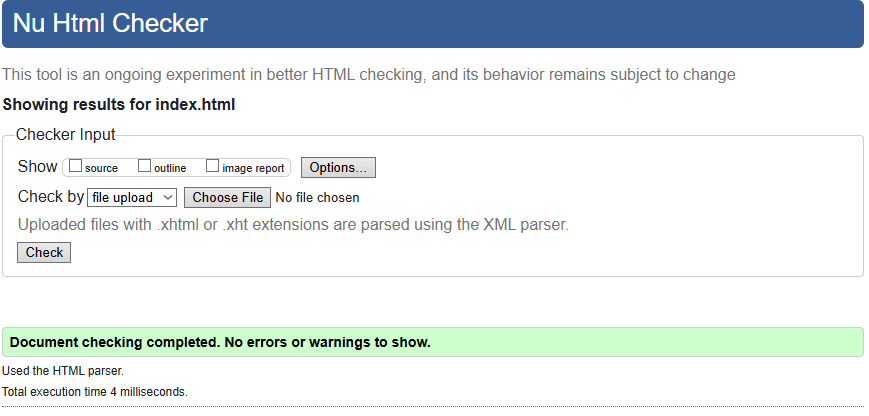 Nu Html Checker
This tool is an ongoing experiment in better HTML checking, and its behavior remains subject to change
Showing results for index.html
Checker Input
Show source outline image report Options...
Check by file upload Choose File No file chosen
Uploaded files with .xhtml or .xht extensions are parsed using the XML parser.
Check
Document checking completed. No errors or warnings to show.
Used the HTML parser.
Total execution time 4 milliseconds.